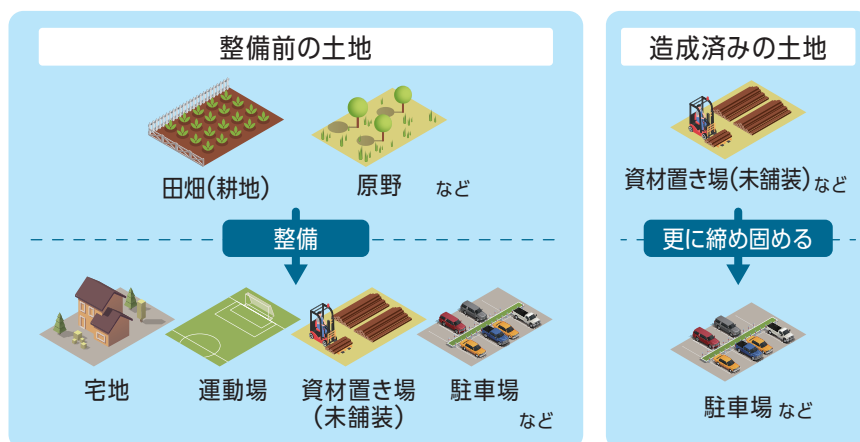 整備前の土地
田畑(耕地)
原野 など
整備
宅地
運動場
資材置き場
(未舗装)
駐車場
など
造成済みの土地
資材置き場(未舗装)など
更に締め固める
駐車場 など